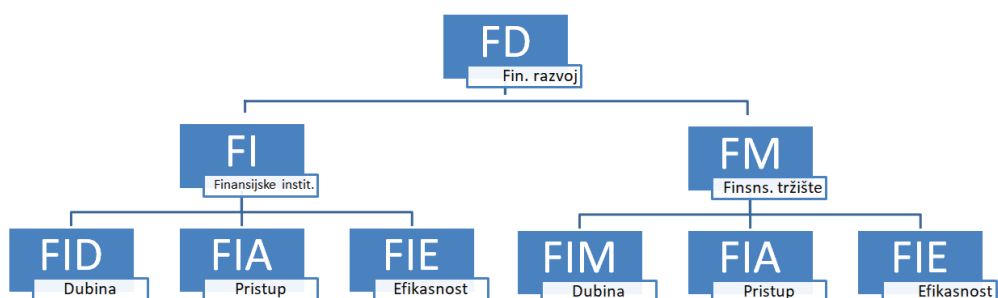 FD
Fin. razvoj
FI
Finansijske instit.
FM
Finsns. tržište
FID
Dubina
FIA
Pristup
FIE
Efikasnost
FIM
Dubina
FIA
Pristup
FIE
Efikasnost